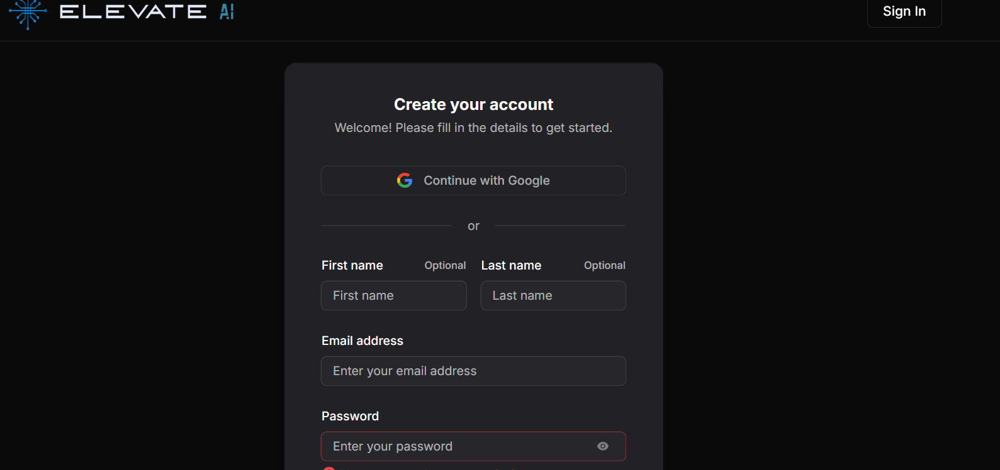 ELEVATE AI
Sign In
Create your account
Welcome! Please fill in the details to get started.
Continue with Google
or
First name Optional Last name Optional
First name Last name
Email address
Enter your email address
Password
Enter your password